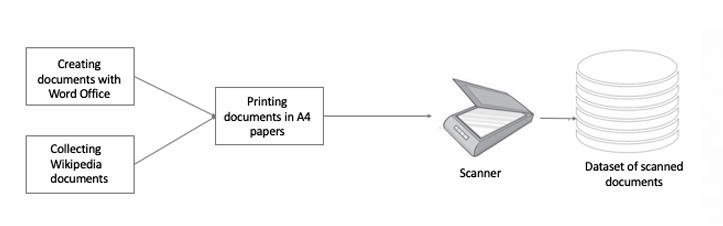 Creating
documents with
Word Office
Collecting
Wikipedia
documents
Printing
documents in A4
papers
Scanner
Dataset of scanned
documents